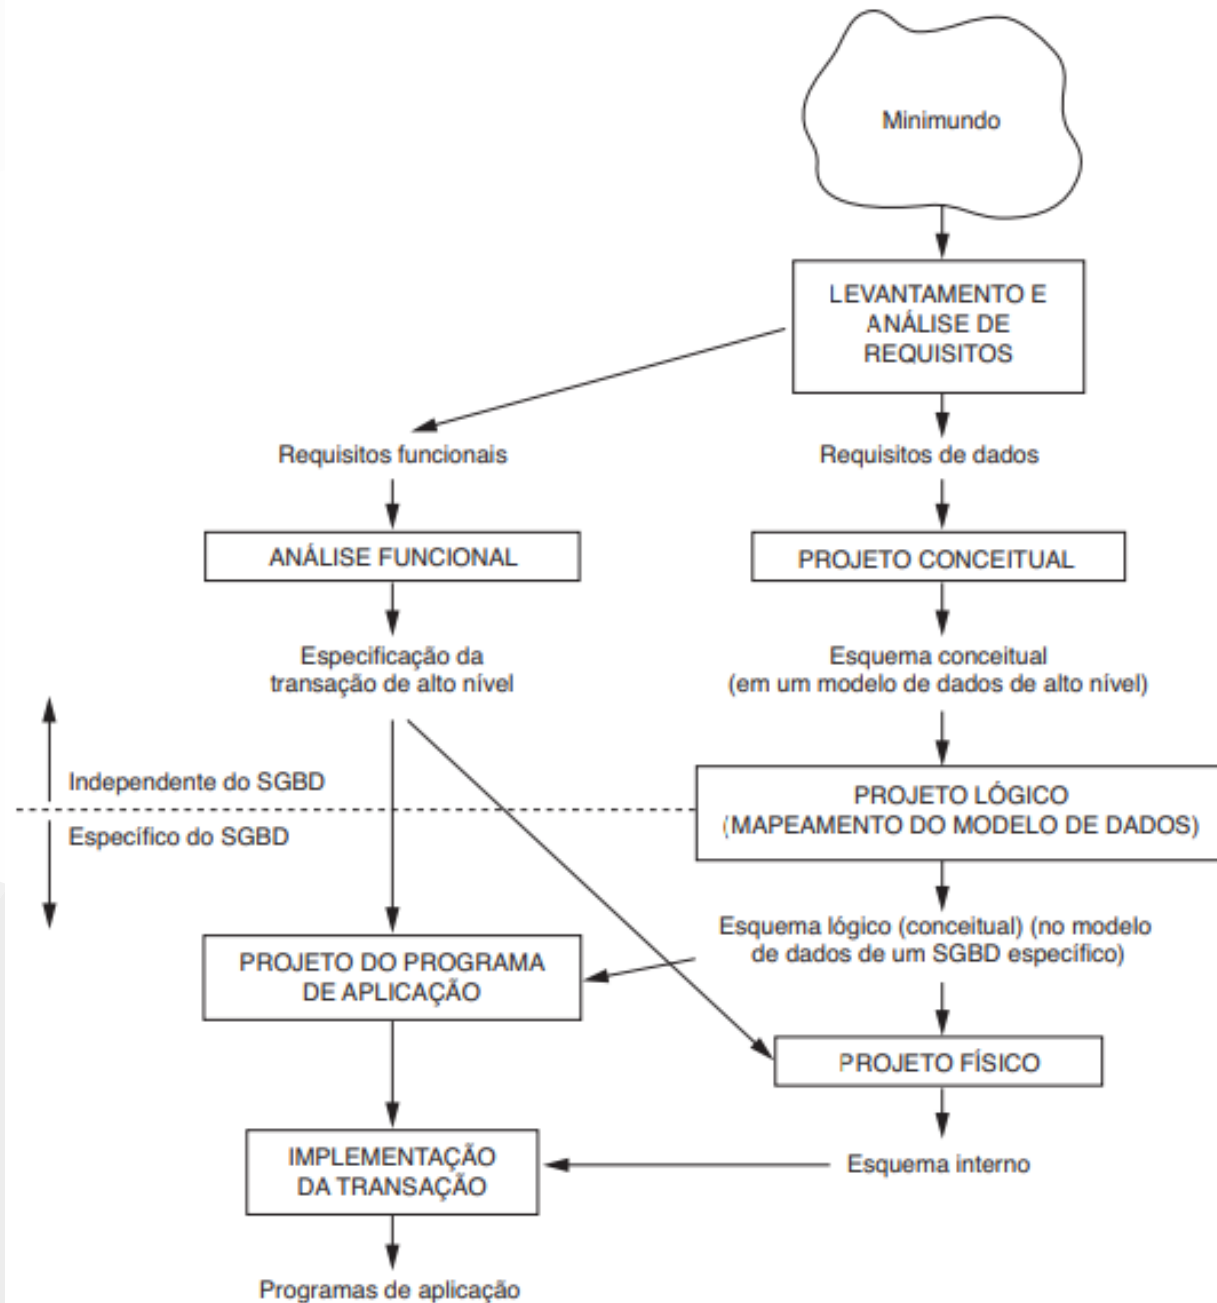 Minimundo
LEVANTAMENTO E
ANÁLISE DE
REQUISITOS
Requisitos funcionais
Requisitos de dados
ANÁLISE FUNCIONAL
PROJETO CONCEITUAL
Especificação da
transação de alto nível
Esquema conceitual
(em um modelo de dados de alto nível)
Independente do SGBD
Específico do SGBD
PROJETO LÓGICO
(MAPEAMENTO DO MODELO DE DADOS)
Esquema lógico (conceitual) (no modelo
de dados de um SGBD específico)
PROJETO DO PROGRAMA
DE APLICAÇÃO
PROJETO FÍSICO
IMPLEMENTAÇÃO
DA TRANSAÇÃO
Esquema interno
Programas de aplicação